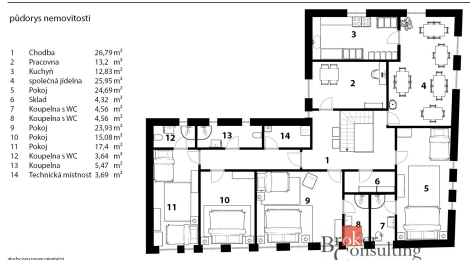 půdorys nemovitosti
1 Chodba 26,79 m²
2 Pracovna 13,2 m²
3 Kuchyň 12,83 m²
4 společná jídelna 25,95 m²
5 Pokoj 24,69 m²
6 Sklad 4,32 m²
7 Koupelna s WC 4,56 m²
8 Koupelna s WC 4,56 m²
9 Pokoj 23,93 m²
10 Pokoj 15,08 m²
11 Pokoj 17,4 m²
12 Koupelna s WC 3,64 m²
13 Koupelna 5,47 m²
14 Technická místnost 3,69 m²
3
2
4
12
13
14
1
6
5
11
10
9
8
7
Broker
Consulting
plochy jsou pouze orientační